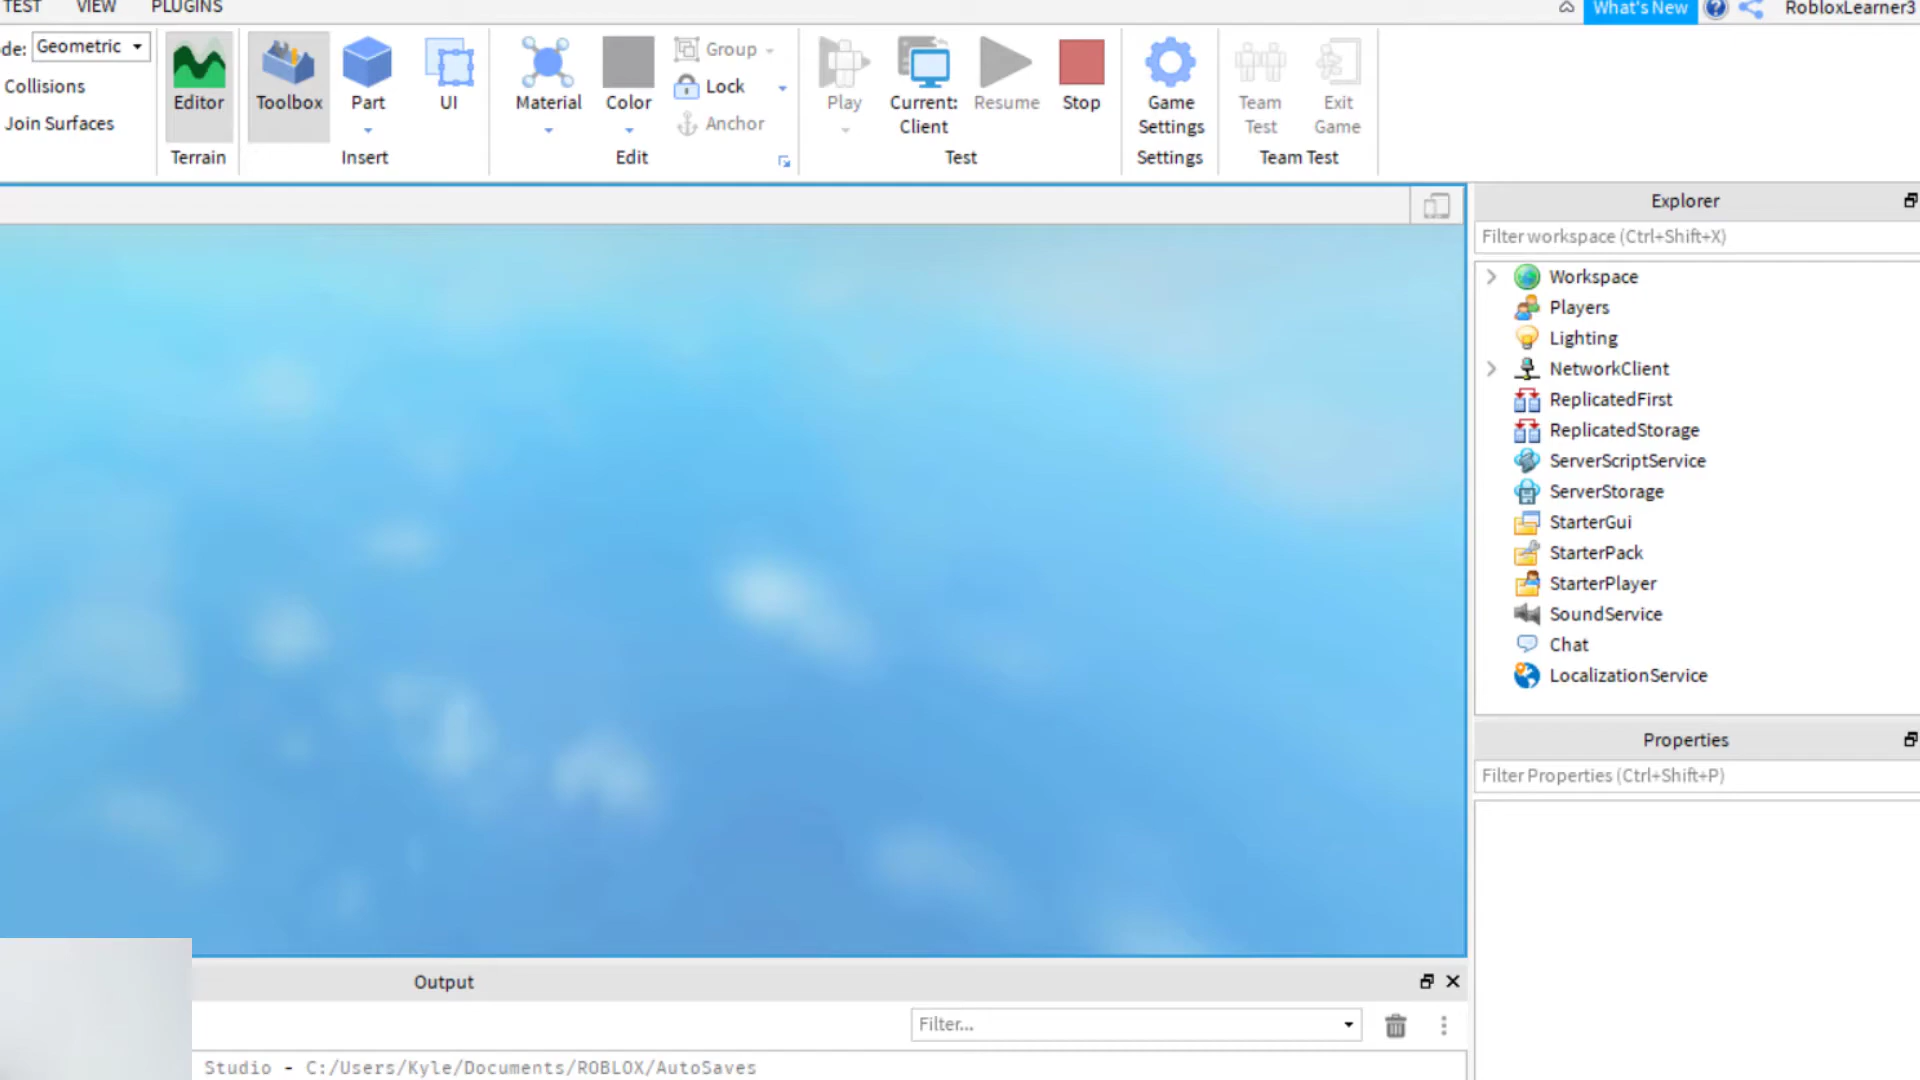 TEST VIEW PLUGINS What's New RobloxLearner3
de: Geometric
Collisions
Join Surfaces
Editor
Terrain
Toolbox Part UI
Insert
Material Color Group Lock Anchor
Edit
Play Current: Client Resume Stop
Test
Game Settings
Settings
Team Test Exit Game
Team Test
Explorer
Filter workspace (Ctrl+Shift+X)
Workspace
Players
Lighting
NetworkClient
ReplicatedFirst
ReplicatedStorage
ServerScriptService
ServerStorage
StarterGui
StarterPack
StarterPlayer
SoundService
Chat
LocalizationService
Properties
Filter Properties (Ctrl+Shift+P)
Output
Filter...
Studio - C:/Users/Kyle/Documents/ROBLOX/AutoSaves